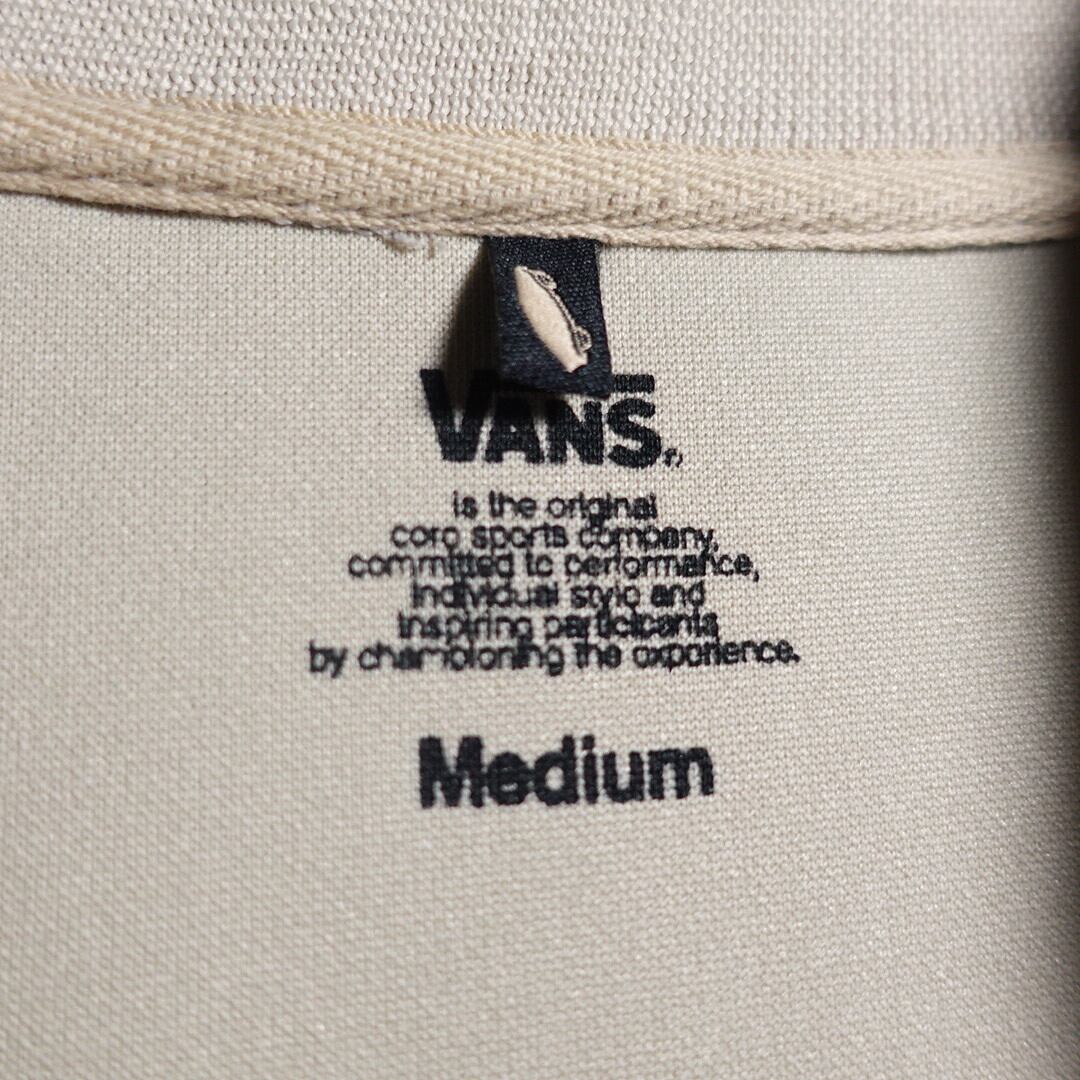 VANS®
is the original
core sports company,
committed to performance,
individual style and
inspiring participants
by championing the experience.
Medium